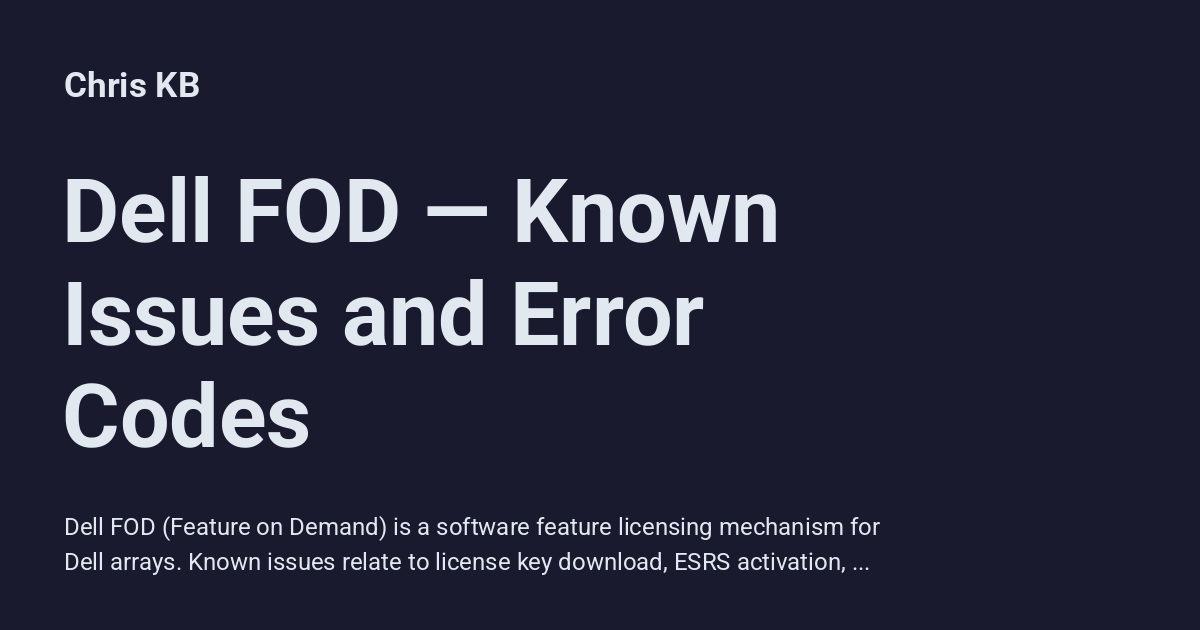 Chris KB
Dell FOD — Known
Issues and Error
Codes
Dell FOD (Feature on Demand) is a software feature licensing mechanism for
Dell arrays. Known issues relate to license key download, ESRS activation, ...